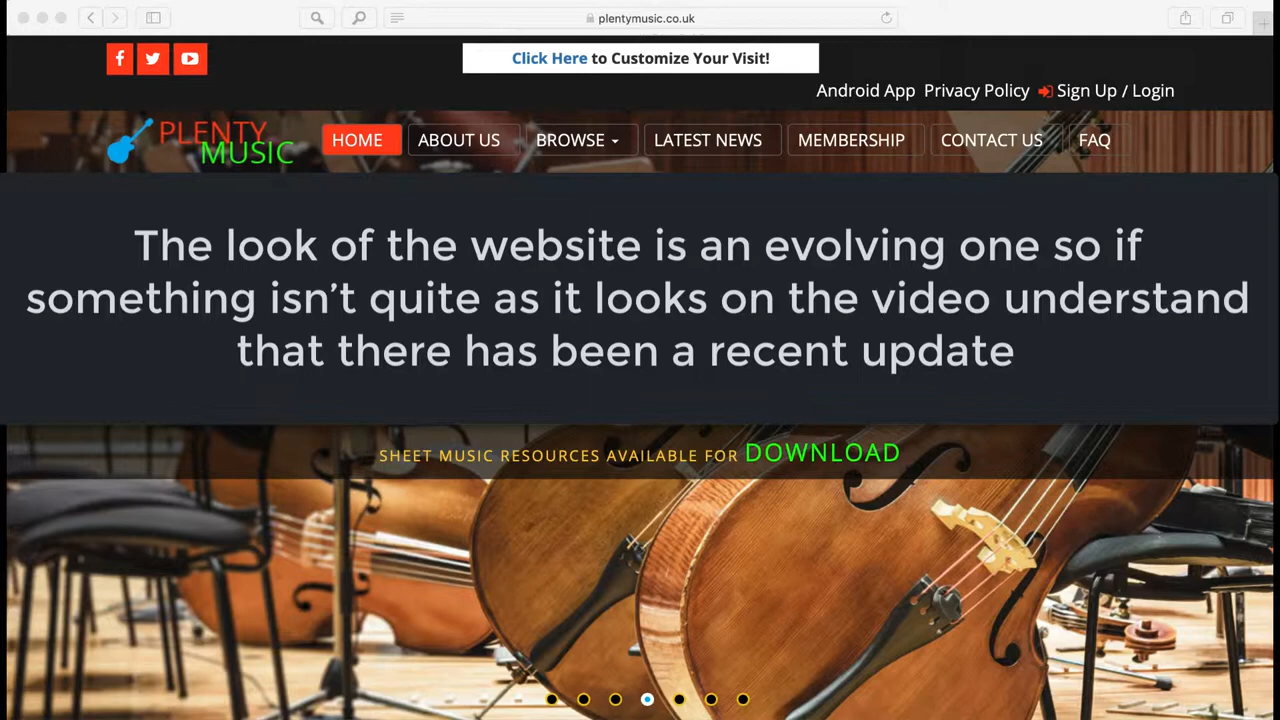 plentymusic.co.uk
Click Here to Customize Your Visit!
Android App Privacy Policy Sign Up / Login
PLENTY
MUSIC
HOME ABOUT US BROWSE LATEST NEWS MEMBERSHIP CONTACT US FAQ
The look of the website is an evolving one so if
something isn’t quite as it looks on the video understand
that there has been a recent update
SHEET MUSIC RESOURCES AVAILABLE FOR DOWNLOAD